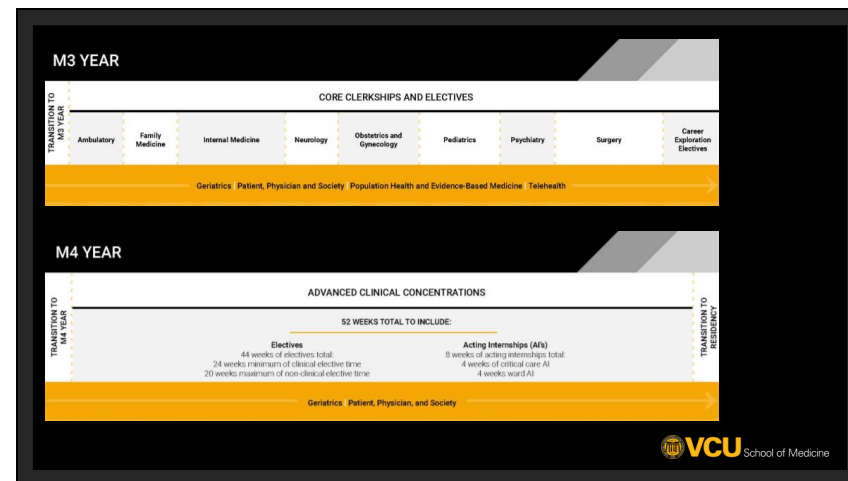 M3 YEAR
TRANSITION TO
M3 YEAR
CORE CLERKSHIPS AND ELECTIVES
Ambulatory
Family
Medicine
Internal Medicine
Neurology
Obstetrics and
Gynecology
Pediatrics
Psychiatry
Surgery
Career
Exploration
Electives
Geriatrics | Patient, Physician and Society | Population Health and Evidence-Based Medicine | Telehealth
M4 YEAR
TRANSITION TO
M4 YEAR
ADVANCED CLINICAL CONCENTRATIONS
52 WEEKS TOTAL TO INCLUDE:
Electives
44 weeks of electives total:
24 weeks minimum of clinical elective time
20 weeks maximum of non-clinical elective time
Acting Internships (AI's)
8 weeks of acting internships total:
4 weeks of critical care AI
4 weeks ward AI
TRANSITION TO
RESIDENCY
Geriatrics | Patient, Physician, and Society
VCU School of Medicine